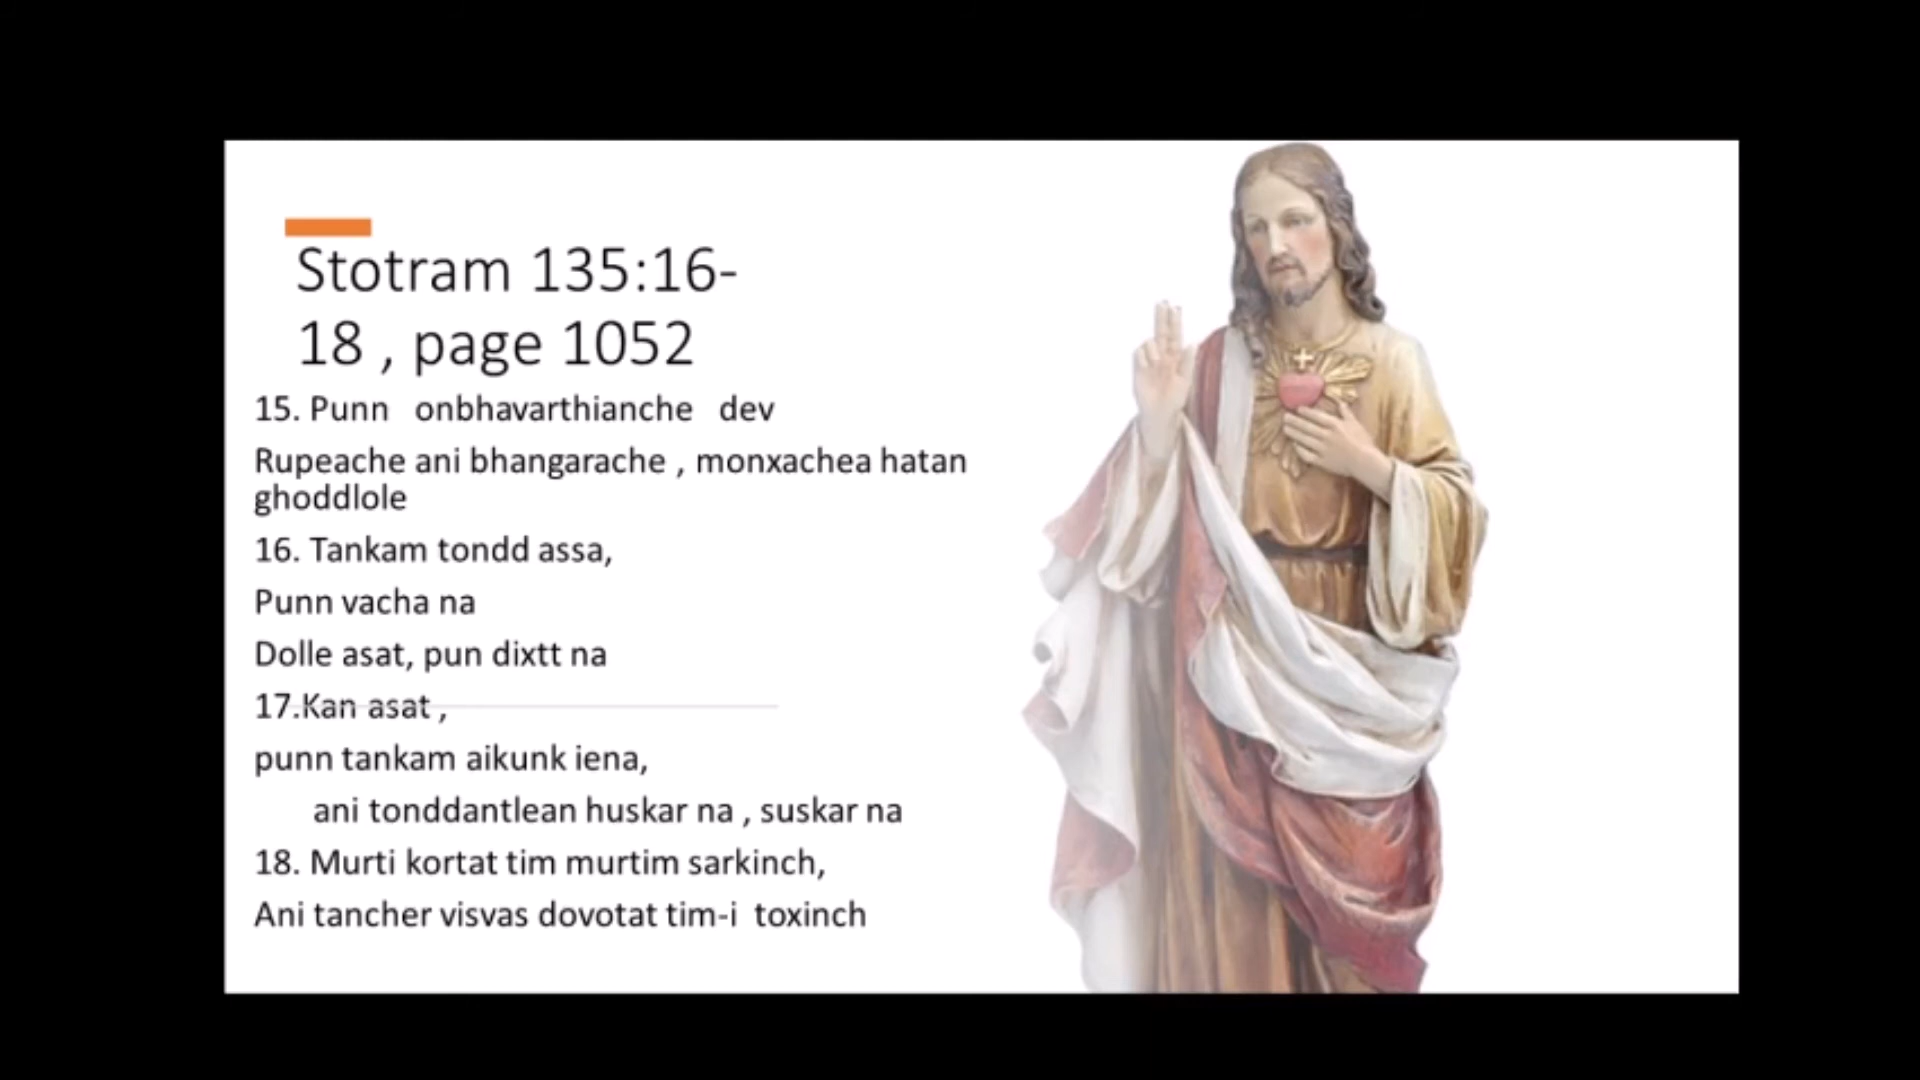 Stotram 135:16-
18 , page 1052
15. Punn onbhavarthianche dev
Rupeache ani bhangarache , monxachea hatan
ghoddlole
16. Tankam tondd assa,
Punn vacha na
Dolle asat, pun dixtt na
17.Kan asat ,
punn tankam aikunk iena,
ani tonddantlean huskar na , suskar na
18. Murti kortat tim murtim sarkinch,
Ani tancher visvas dovotat tim-i toxinch